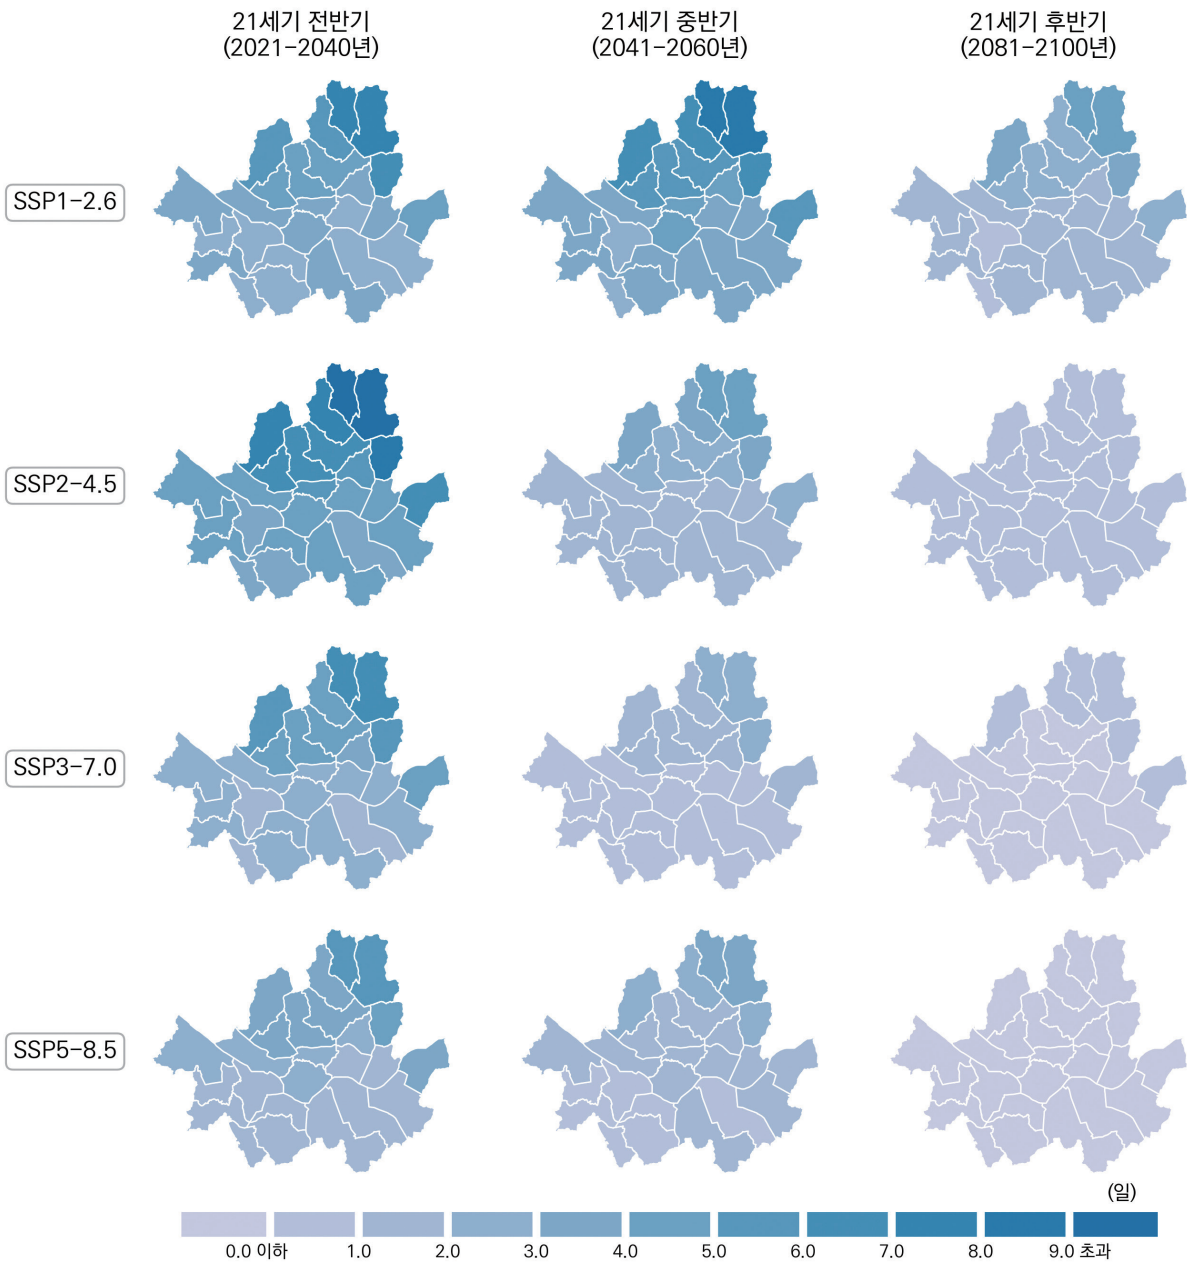 21세기 전반기
(2021-2040년)
21세기 중반기
(2041-2060년)
21세기 후반기
(2081-2100년)
SSP1-2.6
SSP2-4.5
SSP3-7.0
SSP5-8.5
(일)
0.0 이하 1.0 2.0 3.0 4.0 5.0 6.0 7.0 8.0 9.0 초과